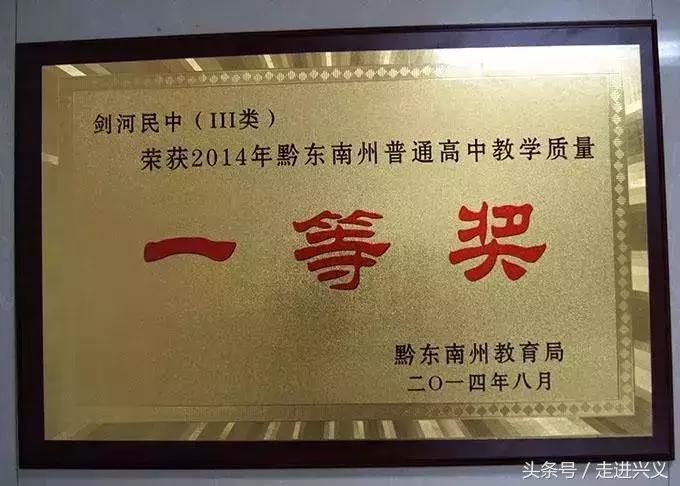 剑河民中（III类）
荣获2014年黔东南州普通高中教学质量
一等奖
黔东南州教育局
二〇一四年八月
头条号 / 走进兴义